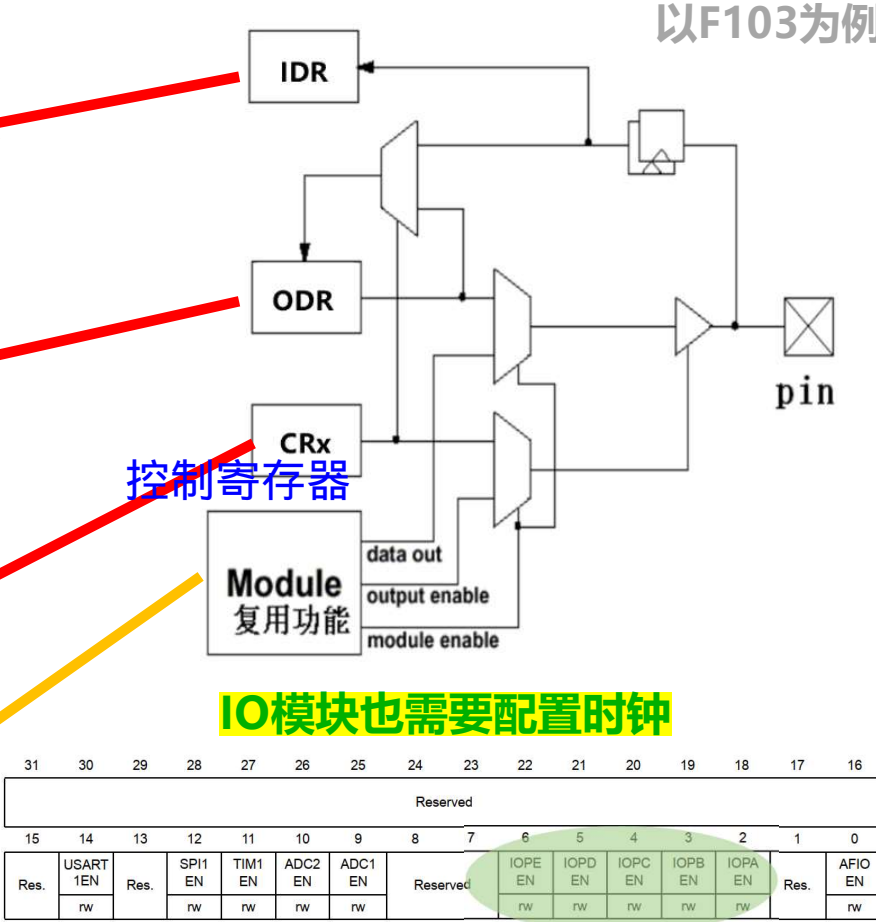 以F103为例
IDR
ODR
pin
CRx
控制寄存器
data out
Module
output enable
复用功能
module enable
IO模块也需要配置时钟
31 30 29 28 27 26 25 24 23 22 21 20 19 18 17 16
Reserved
15 14 13 12 11 10 9 8 7 6 5 4 3 2 1 0
Res. USART 1EN Res. SPI1 EN TIM1 EN ADC2 EN ADC1 EN Reserved IOPE EN IOPD EN IOPC EN IOPB EN IOPA EN Res. AFIO EN
rw rw rw rw rw rw rw rw rw rw rw